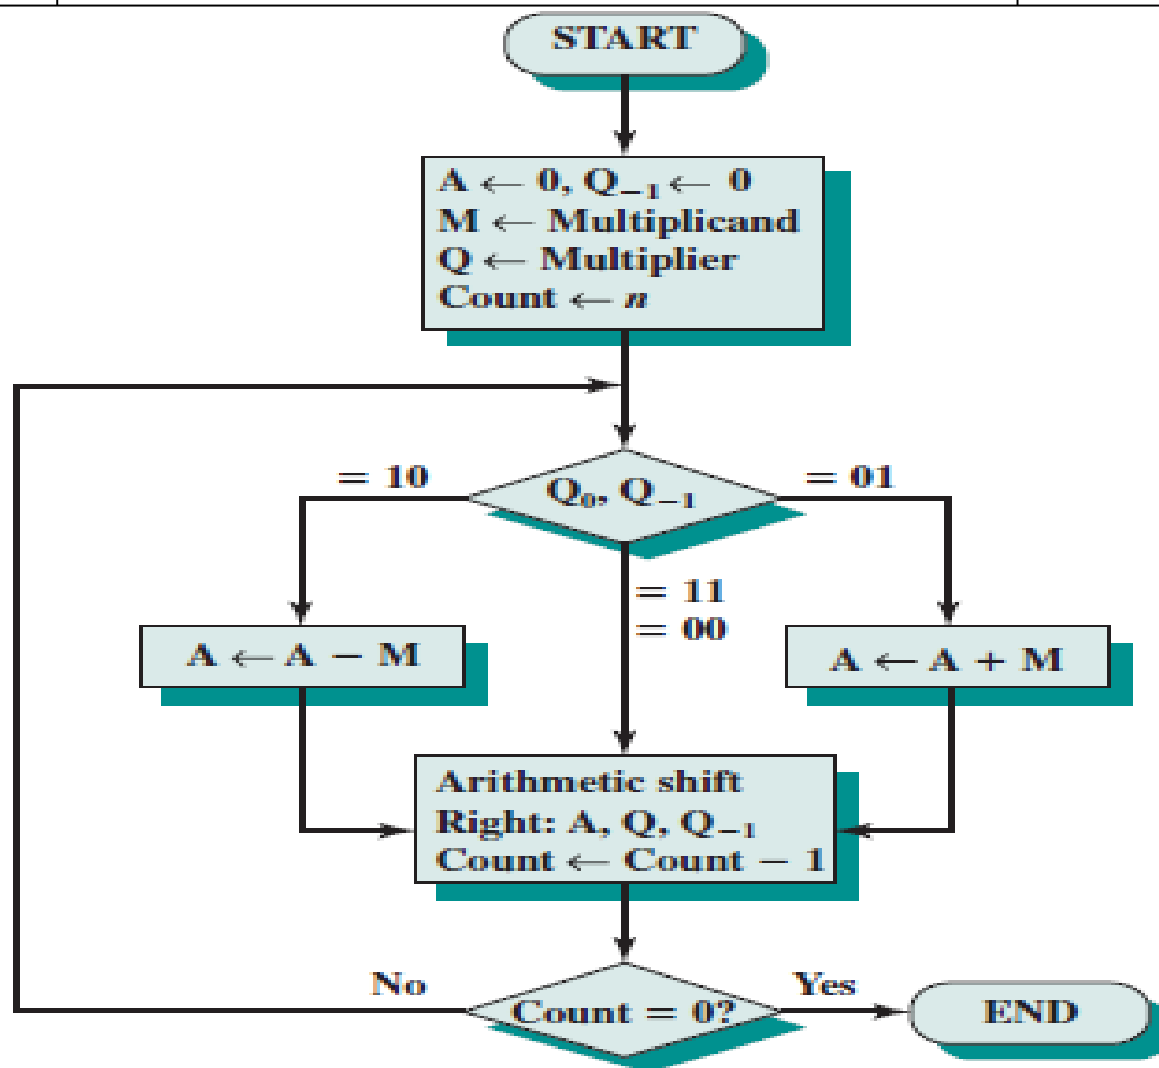 START
A ← 0, Q₋₁ ← 0
M ← Multiplicand
Q ← Multiplier
Count ← n
= 10
Q₀, Q₋₁
= 01
= 11
= 00
A ← A − M
A ← A + M
Arithmetic shift
Right: A, Q, Q₋₁
Count ← Count − 1
No
Count = 0?
Yes
END